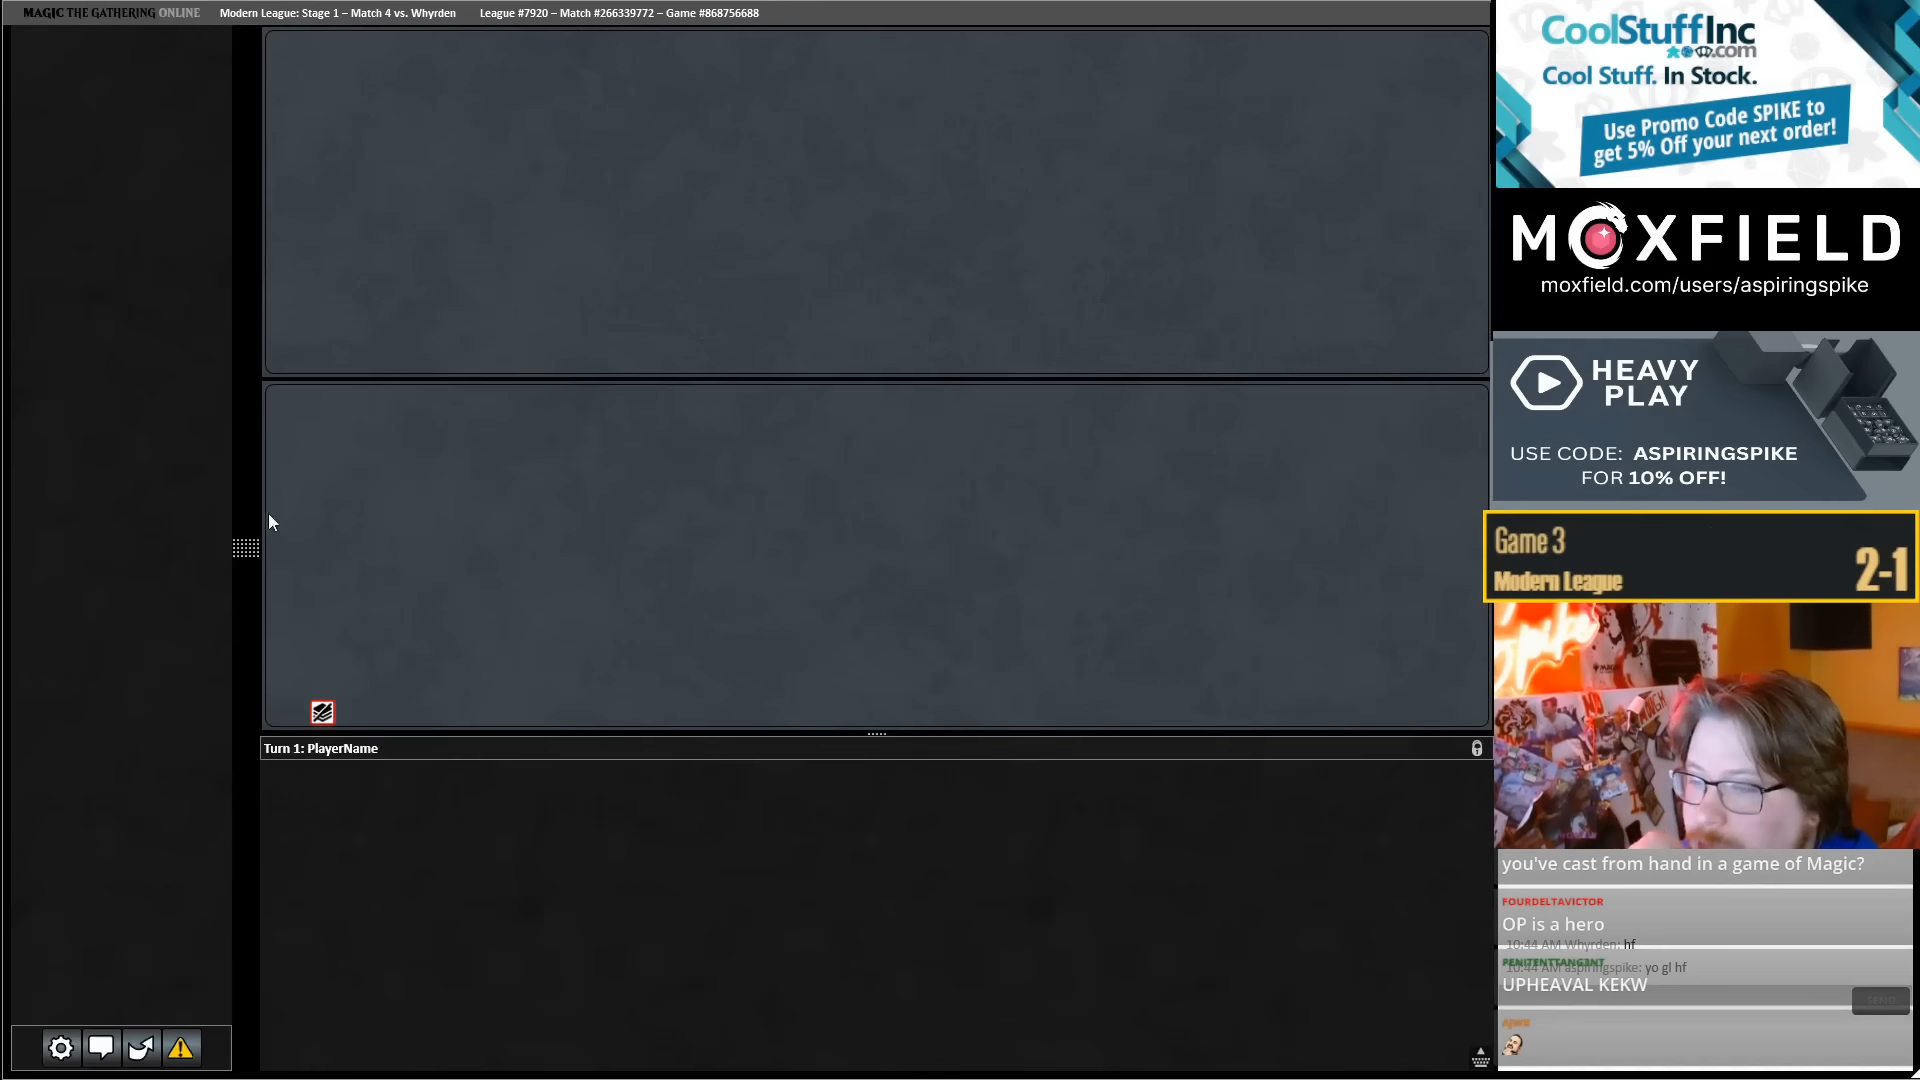 MAGIC THE GATHERING ONLINE
Modern League: Stage 1 – Match 4 vs. Whyrden
League #7920 – Match #266339772 – Game #868756688
CoolStuffInc
.com
Cool Stuff. In Stock.
Use Promo Code SPIKE to
get 5% Off your next order!
MOXFIELD
moxfield.com/users/aspiringspike
HEAVY
PLAY
USE CODE: ASPIRINGSPIKE
FOR 10% OFF!
Game 3
Modern League
2-1
Spike
Turn 1: PlayerName
you've cast from hand in a game of Magic?
FOURDELTAVICTOR
OP is a hero
10:44 AM Whyrden: hf
PENITENTTANG3NT
10:44 AM aspiringspike: yo gl hf
UPHEAVAL KEKW
SEND